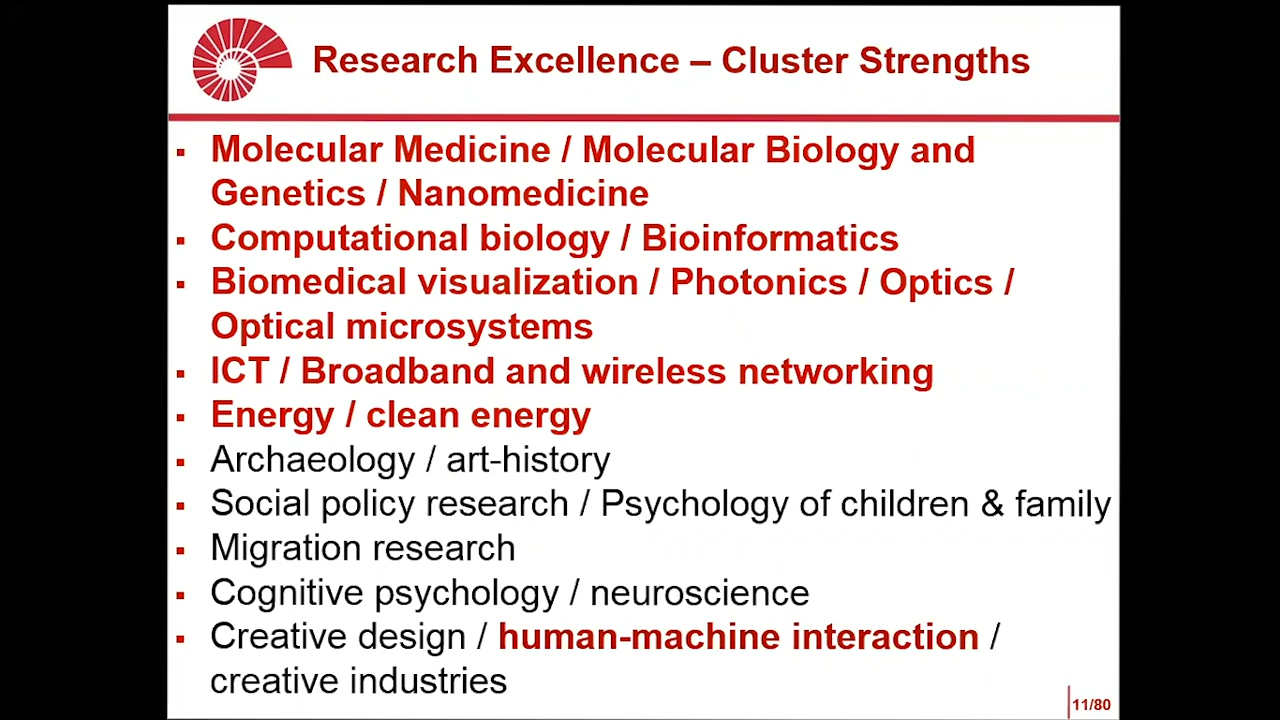 Research Excellence – Cluster Strengths
▪ Molecular Medicine / Molecular Biology and
Genetics / Nanomedicine
▪ Computational biology / Bioinformatics
▪ Biomedical visualization / Photonics / Optics /
Optical microsystems
▪ ICT / Broadband and wireless networking
▪ Energy / clean energy
▪ Archaeology / art-history
▪ Social policy research / Psychology of children & family
▪ Migration research
▪ Cognitive psychology / neuroscience
▪ Creative design / human-machine interaction /
creative industries
11/80